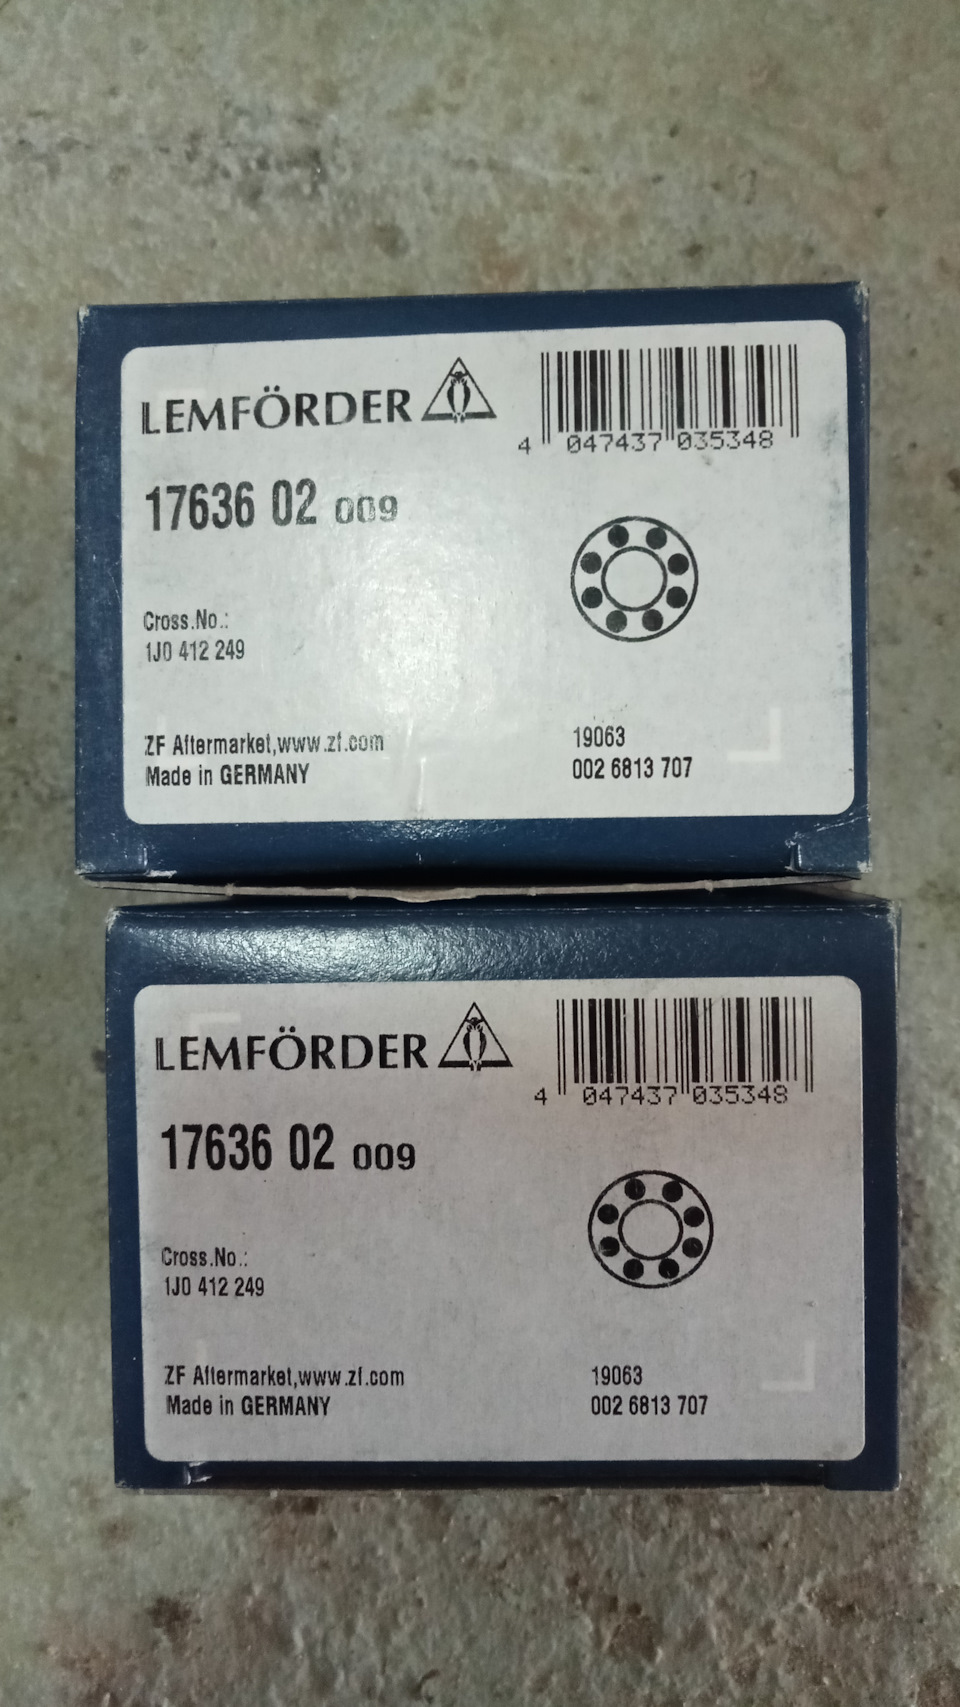 LEMFÖRDER
4 047437 035348
17636 02 009
Cross.No.:
1J0 412 249
ZF Aftermarket,www.zf.com
Made in GERMANY
19063
002 6813 707
LEMFÖRDER
4 047437 035348
17636 02 009
Cross.No.:
1J0 412 249
ZF Aftermarket,www.zf.com
Made in GERMANY
19063
002 6813 707